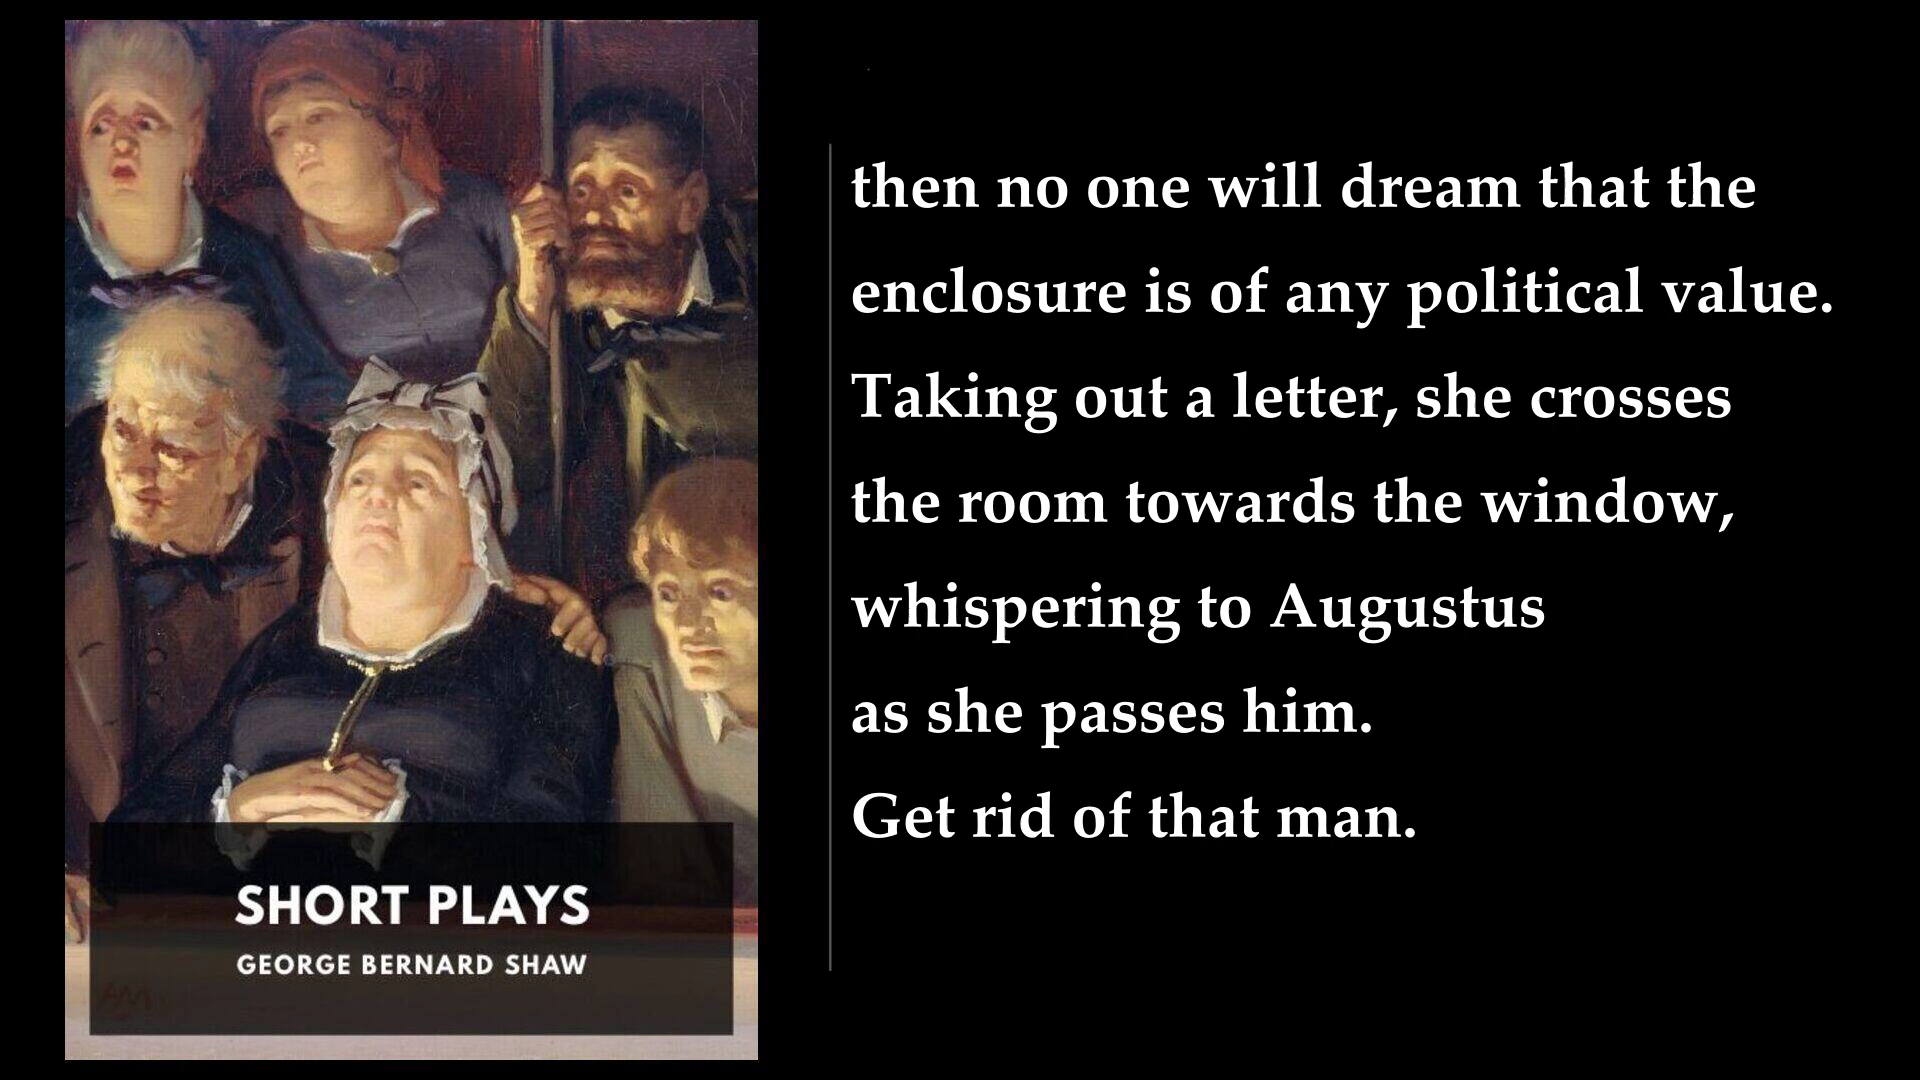 then no one will dream that the
enclosure is of any political value.
Taking out a letter, she crosses
the room towards the window,
whispering to Augustus
as she passes him.
Get rid of that man.
SHORT PLAYS
GEORGE BERNARD SHAW